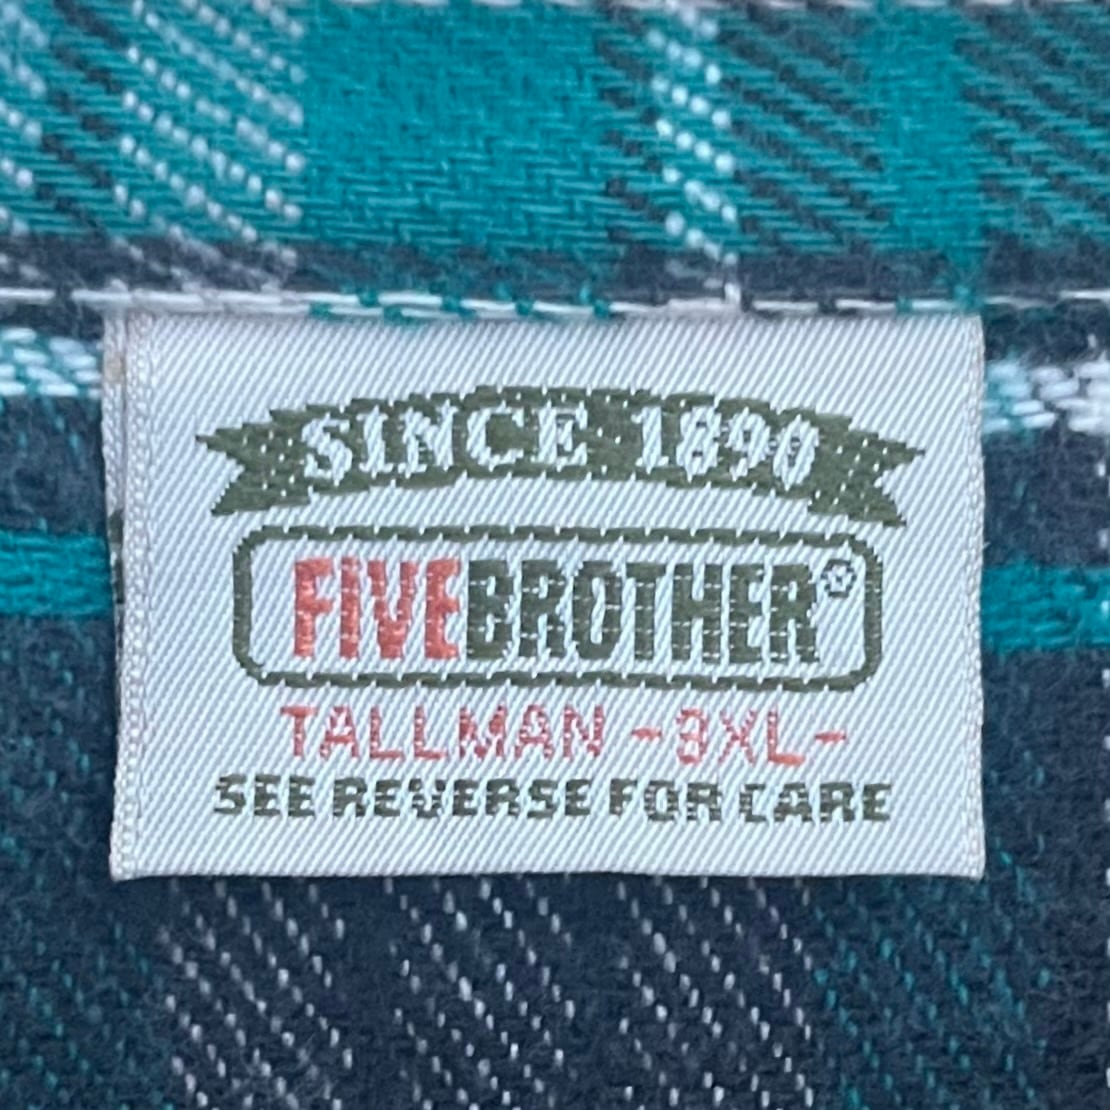 SINCE 1890
FIVEBROTHER®
TALLMAN -3XL-
SEE REVERSE FOR CARE